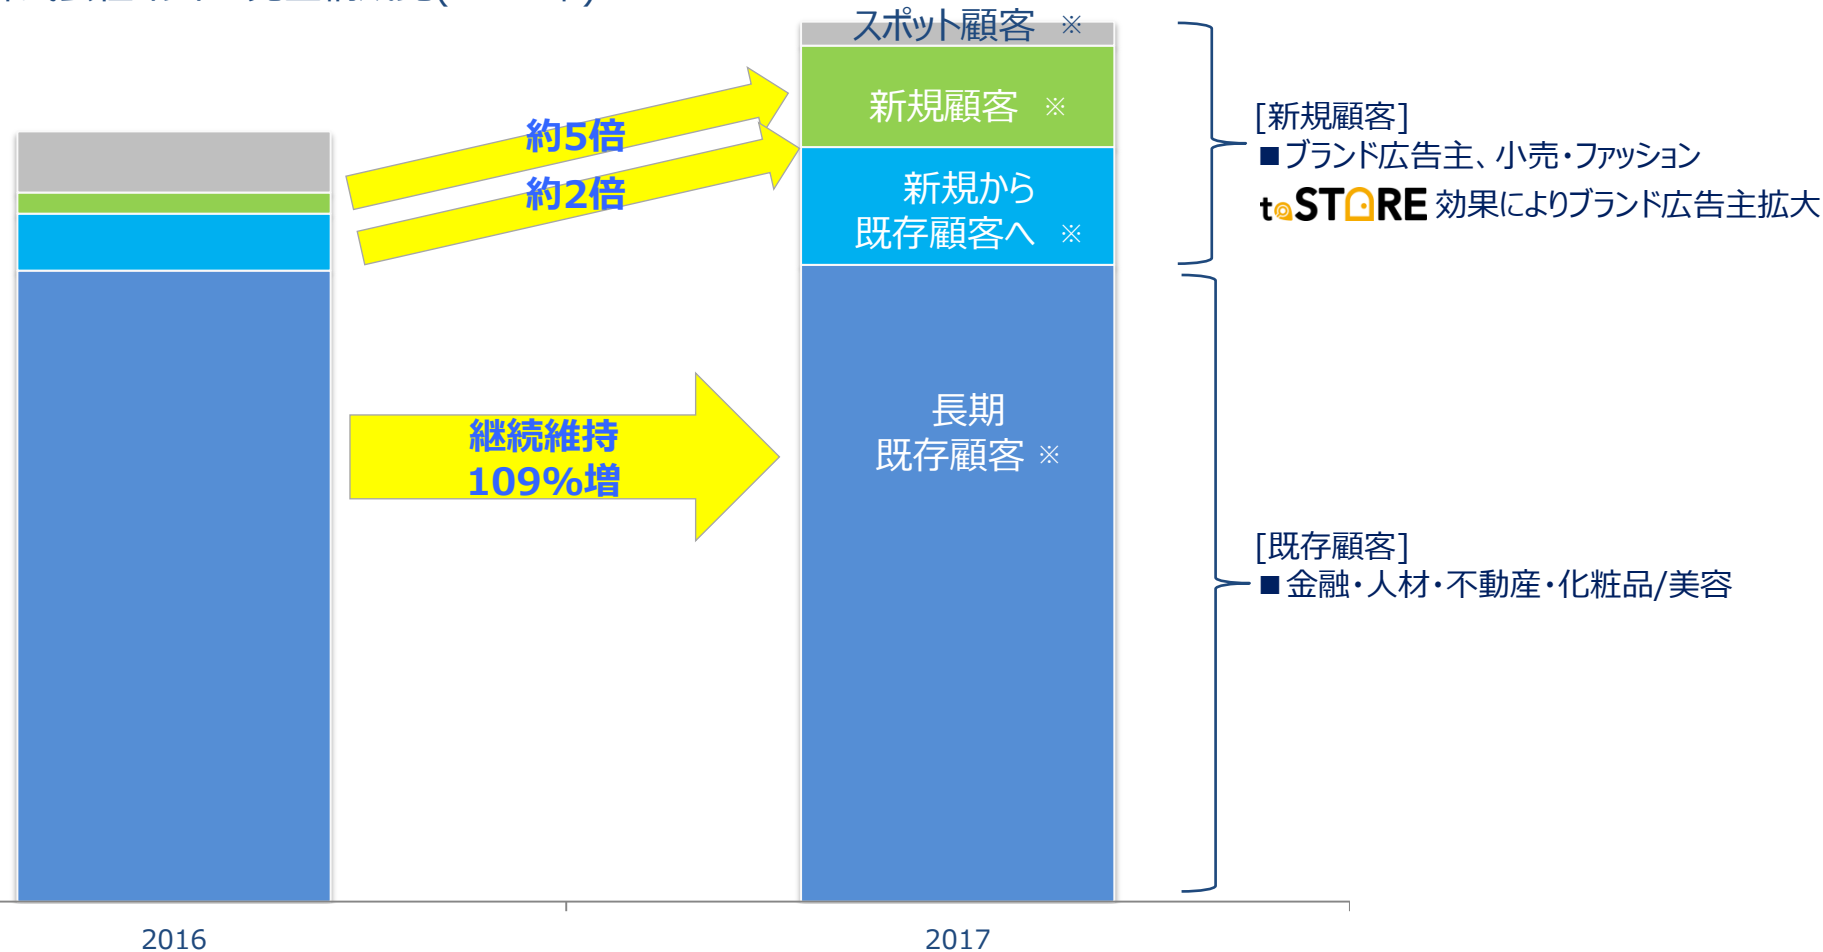 スポット顧客 ※
新規顧客 ※
約5倍
約2倍
新規から
既存顧客へ ※
[新規顧客]
■ブランド広告主、小売・ファッション
toSTORE 効果によりブランド広告主拡大
継続維持
109%増
長期
既存顧客 ※
[既存顧客]
■金融・人材・不動産・化粧品/美容
2016
2017